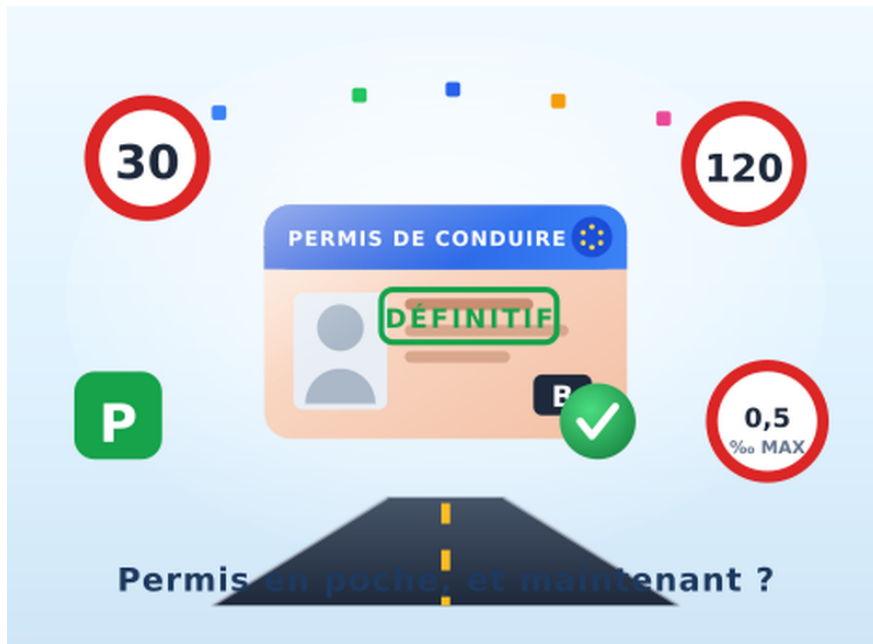 30
120
PERMIS DE CONDUIRE
DÉFINITIF
B
P
0,5
‰ MAX
Permis en poche, et maintenant ?